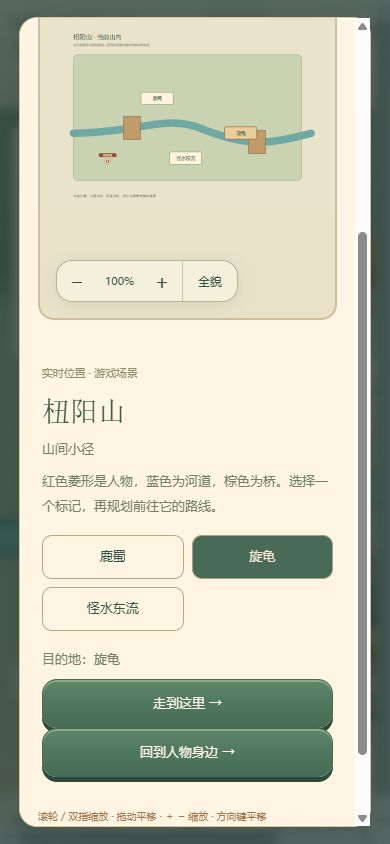 杻阳山 · 当前山内
鹿蜀
旋龟
怪水东流
— 100% + 全貌
实时位置 · 游戏场景
杻阳山
山间小径
红色菱形是人物，蓝色为河道，棕色为桥。选择一
个标记，再规划前往它的路线。
鹿蜀 旋龟
怪水东流
目的地：旋龟
走到这里 →
回到人物身边 →
滚轮 / 双指缩放 · 拖动平移 · + − 缩放 · 方向键平移